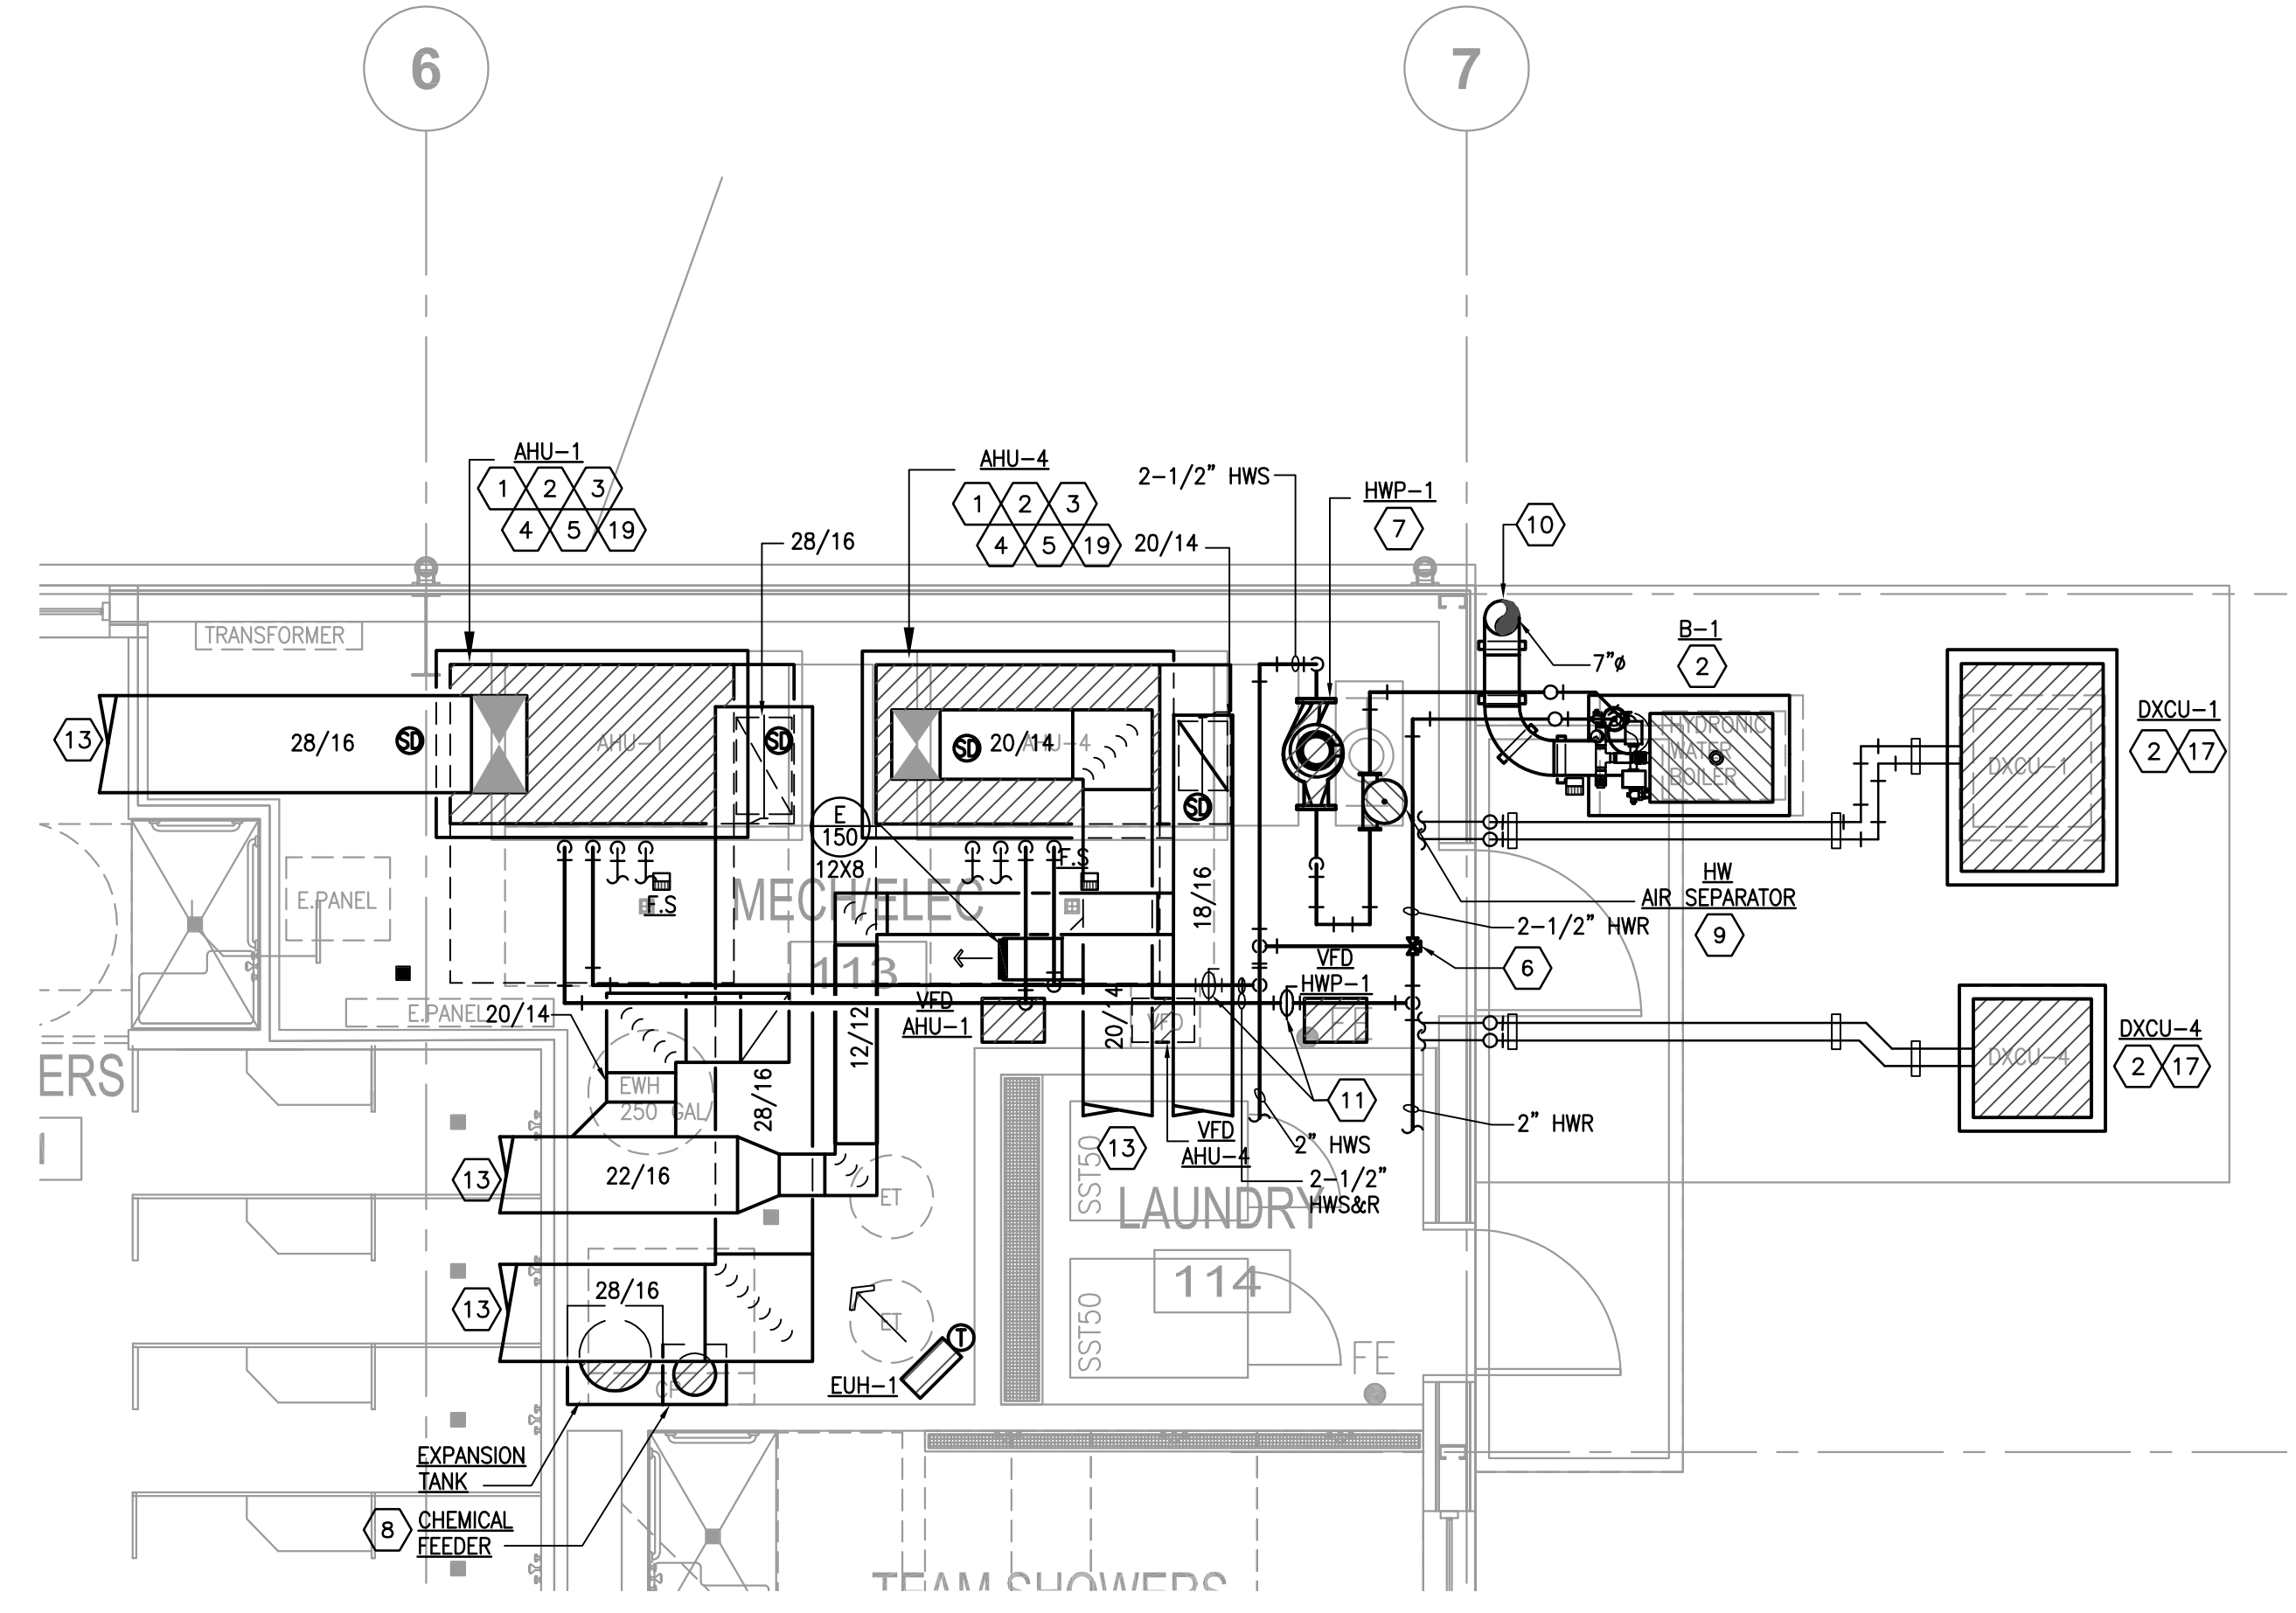 6
7
AHU-1
1 2 3
4 5 19
AHU-4
1 2 3
4 5 19
2-1/2" HWS
HWP-1
7
10
28/16
20/14
TRANSFORMER
B-1
2
7"ø
DXCU-1
2 17
13
28/16
SD
AHU-1
SD
SD
20/14
AHU-4
SD
HYDRONIC
WATER
BOILER
DXCU-1
E
150
12X8
F.S
F.S
E.PANEL
MECH/ELEC
113
18/16
HW
AIR SEPARATOR
9
2-1/2" HWR
6
VFD
HWP-1
E.PANEL
20/14
VFD
AHU-1
20/14
VFD
FE
12/12
DXCU-4
DXCU-4
2 17
ERS
EWH
250 GAL
28/16
11
13
VFD
AHU-4
2" HWS
2" HWR
2-1/2"
HWS&R
13
22/16
ET
SST50
LAUNDRY
114
13
28/16
ET
SST50
T
EUH-1
FE
EXPANSION
TANK
8
CHEMICAL
FEEDER
TEAM SHOWERS